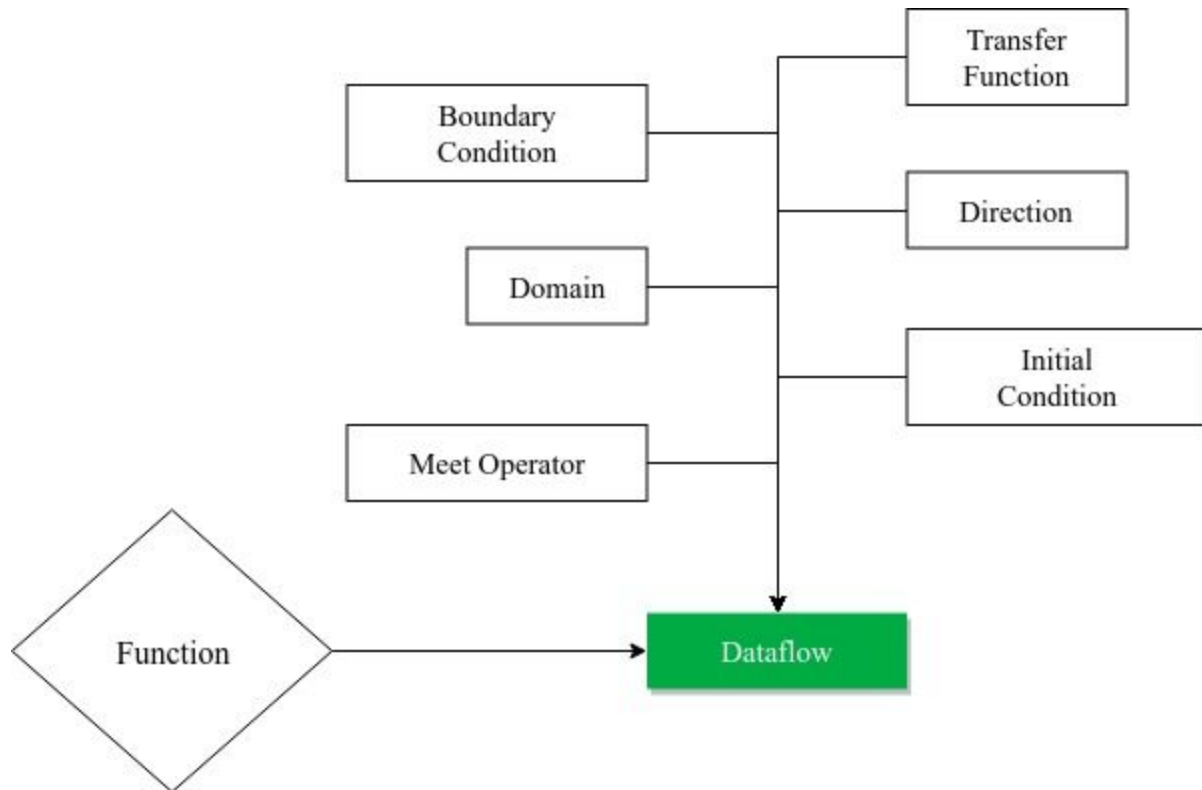 Transfer
Function
Boundary
Condition
Direction
Domain
Initial
Condition
Meet Operator
Function
Dataflow